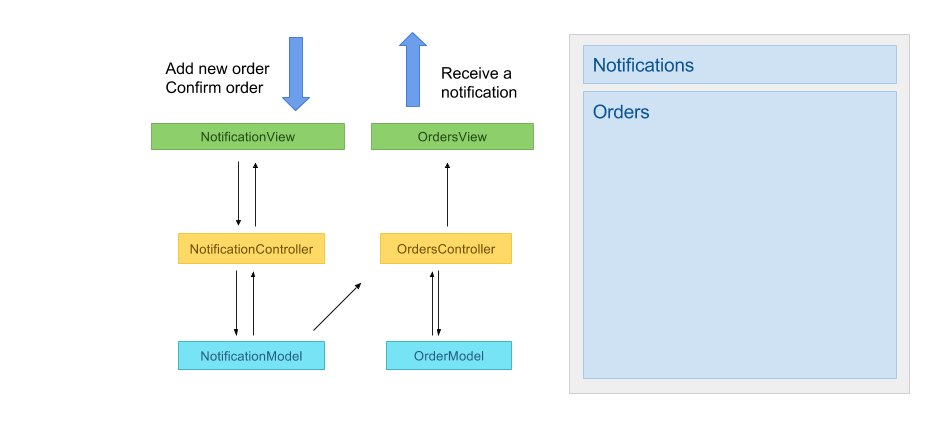 Add new order
Confirm order
Receive a
notification
NotificationView
OrdersView
NotificationController
OrdersController
NotificationModel
OrderModel
Notifications
Orders